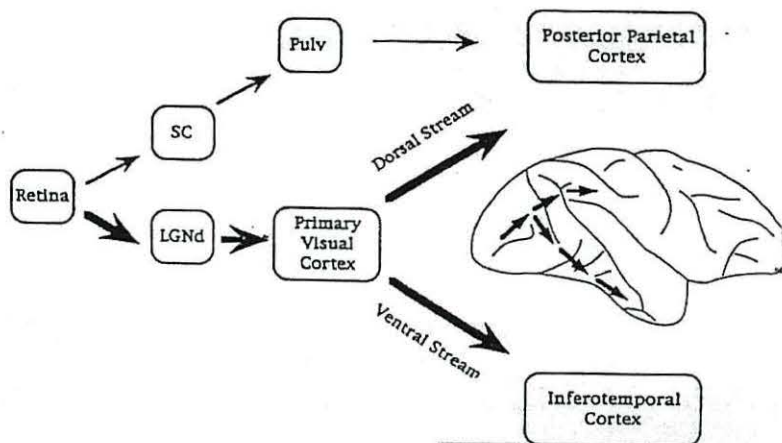 Pulv
Posterior Parietal
Cortex
SC
Dorsal Stream
Retina
LGNd
Primary
Visual
Cortex
Ventral Stream
Inferotemporal
Cortex